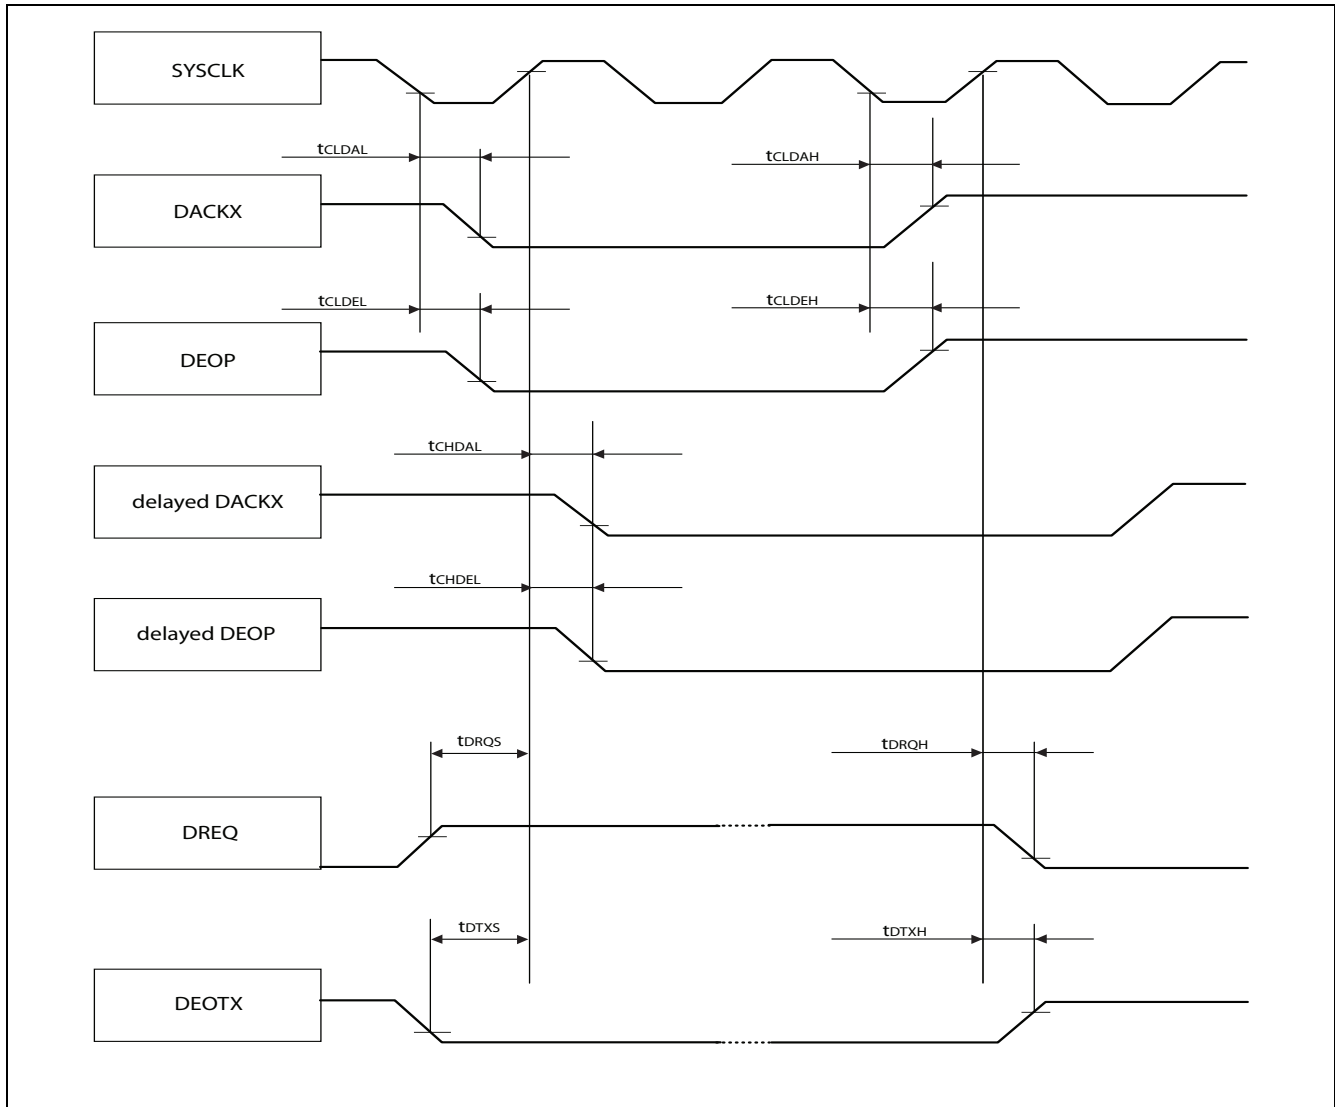 SYSCLK
tCLDAL
tCLDAH
DACKX
tCLDEL
tCLDEH
DEOP
tCHDAL
delayed DACKX
tCHDEL
delayed DEOP
tDRQS
tDRQH
DREQ
tDTXS
tDTXH
DEOTX